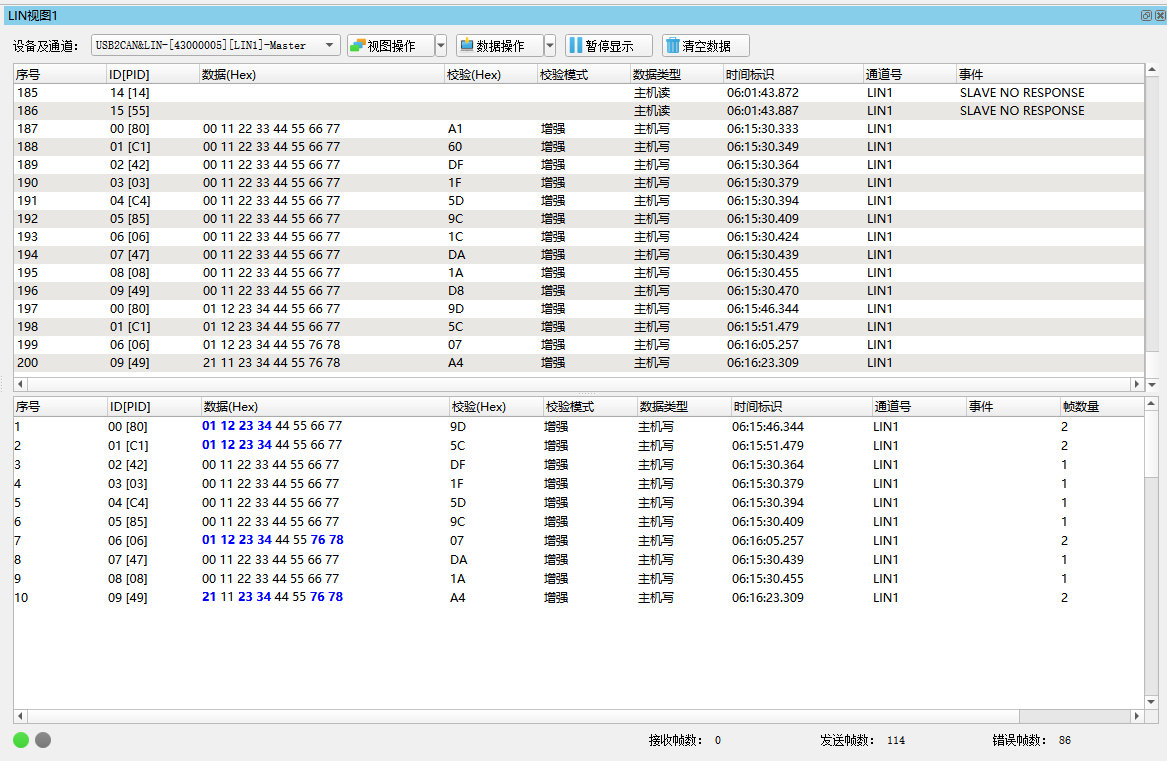 LIN视图1
设备及通道： USB2CAN&LIN-[43000005][LIN1]-Master 视图操作 数据操作 暂停显示 清空数据
序号 ID[PID] 数据(Hex) 校验(Hex) 校验模式 数据类型 时间标识 通道号 事件
185 14 [14] 主机读 06:01:43.872 LIN1 SLAVE NO RESPONSE
186 15 [55] 主机读 06:01:43.887 LIN1 SLAVE NO RESPONSE
187 00 [80] 00 11 22 33 44 55 66 77 A1 增强 主机写 06:15:30.333 LIN1
188 01 [C1] 00 11 22 33 44 55 66 77 60 增强 主机写 06:15:30.349 LIN1
189 02 [42] 00 11 22 33 44 55 66 77 DF 增强 主机写 06:15:30.364 LIN1
190 03 [03] 00 11 22 33 44 55 66 77 1F 增强 主机写 06:15:30.379 LIN1
191 04 [C4] 00 11 22 33 44 55 66 77 5D 增强 主机写 06:15:30.394 LIN1
192 05 [85] 00 11 22 33 44 55 66 77 9C 增强 主机写 06:15:30.409 LIN1
193 06 [06] 00 11 22 33 44 55 66 77 1C 增强 主机写 06:15:30.424 LIN1
194 07 [47] 00 11 22 33 44 55 66 77 DA 增强 主机写 06:15:30.439 LIN1
195 08 [08] 00 11 22 33 44 55 66 77 1A 增强 主机写 06:15:30.455 LIN1
196 09 [49] 00 11 22 33 44 55 66 77 D8 增强 主机写 06:15:30.470 LIN1
197 00 [80] 01 12 23 34 44 55 66 77 9D 增强 主机写 06:15:46.344 LIN1
198 01 [C1] 01 12 23 34 44 55 66 77 5C 增强 主机写 06:15:51.479 LIN1
199 06 [06] 01 12 23 34 44 55 76 78 07 增强 主机写 06:16:05.257 LIN1
200 09 [49] 21 11 23 34 44 55 76 78 A4 增强 主机写 06:16:23.309 LIN1
序号 ID[PID] 数据(Hex) 校验(Hex) 校验模式 数据类型 时间标识 通道号 事件 帧数量
1 00 [80] 01 12 23 34 44 55 66 77 9D 增强 主机写 06:15:46.344 LIN1 2
2 01 [C1] 01 12 23 34 44 55 66 77 5C 增强 主机写 06:15:51.479 LIN1 2
3 02 [42] 00 11 22 33 44 55 66 77 DF 增强 主机写 06:15:30.364 LIN1 1
4 03 [03] 00 11 22 33 44 55 66 77 1F 增强 主机写 06:15:30.379 LIN1 1
5 04 [C4] 00 11 22 33 44 55 66 77 5D 增强 主机写 06:15:30.394 LIN1 1
6 05 [85] 00 11 22 33 44 55 66 77 9C 增强 主机写 06:15:30.409 LIN1 1
7 06 [06] 01 12 23 34 44 55 76 78 07 增强 主机写 06:16:05.257 LIN1 2
8 07 [47] 00 11 22 33 44 55 66 77 DA 增强 主机写 06:15:30.439 LIN1 1
9 08 [08] 00 11 22 33 44 55 66 77 1A 增强 主机写 06:15:30.455 LIN1 1
10 09 [49] 21 11 23 34 44 55 76 78 A4 增强 主机写 06:16:23.309 LIN1 2
接收帧数： 0 发送帧数： 114 错误帧数： 86